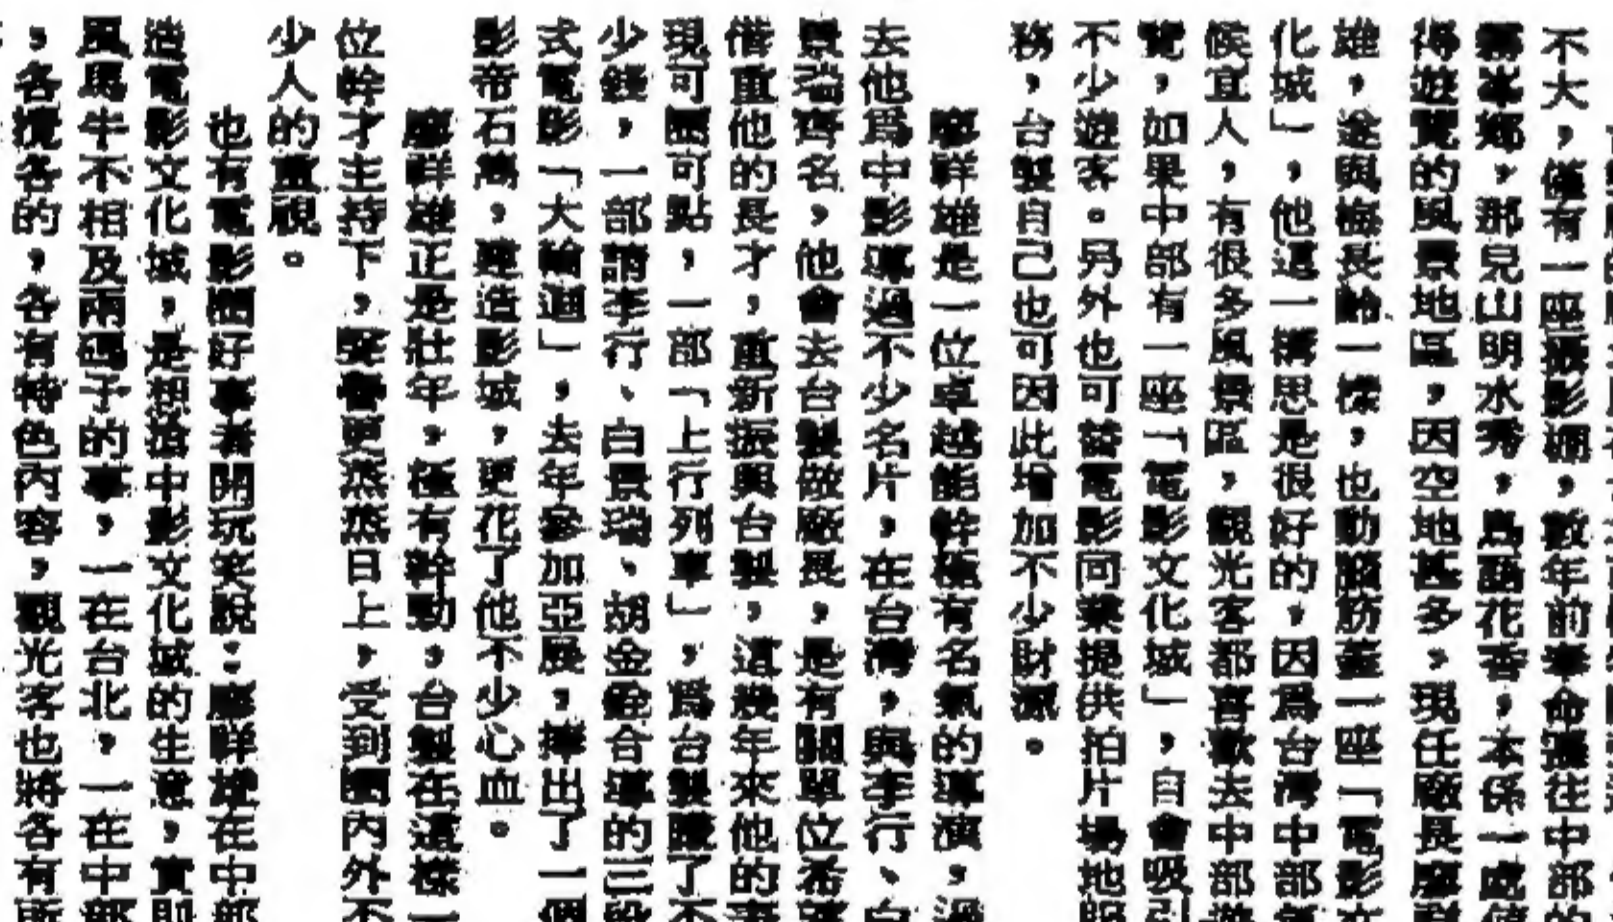 不大，僅有一座攝影棚，數年前奉命遷往中部
霧峯鄉，那兒山明水秀，鳥語花香，本係一處
得遊覽的風景地區，因空地甚多，現任廠長廖
雄，途與梅長齡一樣，也動腦筋蓋一座「電影
化城」，他這一構思是很好的，因為台灣中部氣
候宜人，有很多風景區，觀光客都喜歡去中部遊
覽，如果中部有一座「電影文化城」，自會吸引
不少遊客。另外也可替電影同業提供拍片場地
務，台製自己也可因此增加不少財源。
廖祥雄是一位卓越能幹極有名氣的導演，過
去他為中影導過不少名片，在台灣，與李行、白
景瑞齊名，他會去台製做廠長，是有關單位希望
借重他的長才，重新振興台製，這幾年來他的
現可圈可點，一部「上行列車」，為台製賺了不
少錢，一部請李行、白景瑞、胡金銓合導的三段
式電影「大輪迴」，去年參加亞展，捧出了一個
影帝石雋，建造影城，更花了他不少心血。
廖祥雄正是壯年，極有幹勁，台製在這樣一
位幹才主持下，製片更蒸蒸日上，受到國內外不
少人的重視。
也有電影圈好事者開玩笑說：廖祥雄在中部
造電影文化城，是想搶中影文化城的生意，實則
風馬牛不相及兩碼子的事，一在台北，一在中部
，各攬各的，各有特色內容，觀光客也將各有所